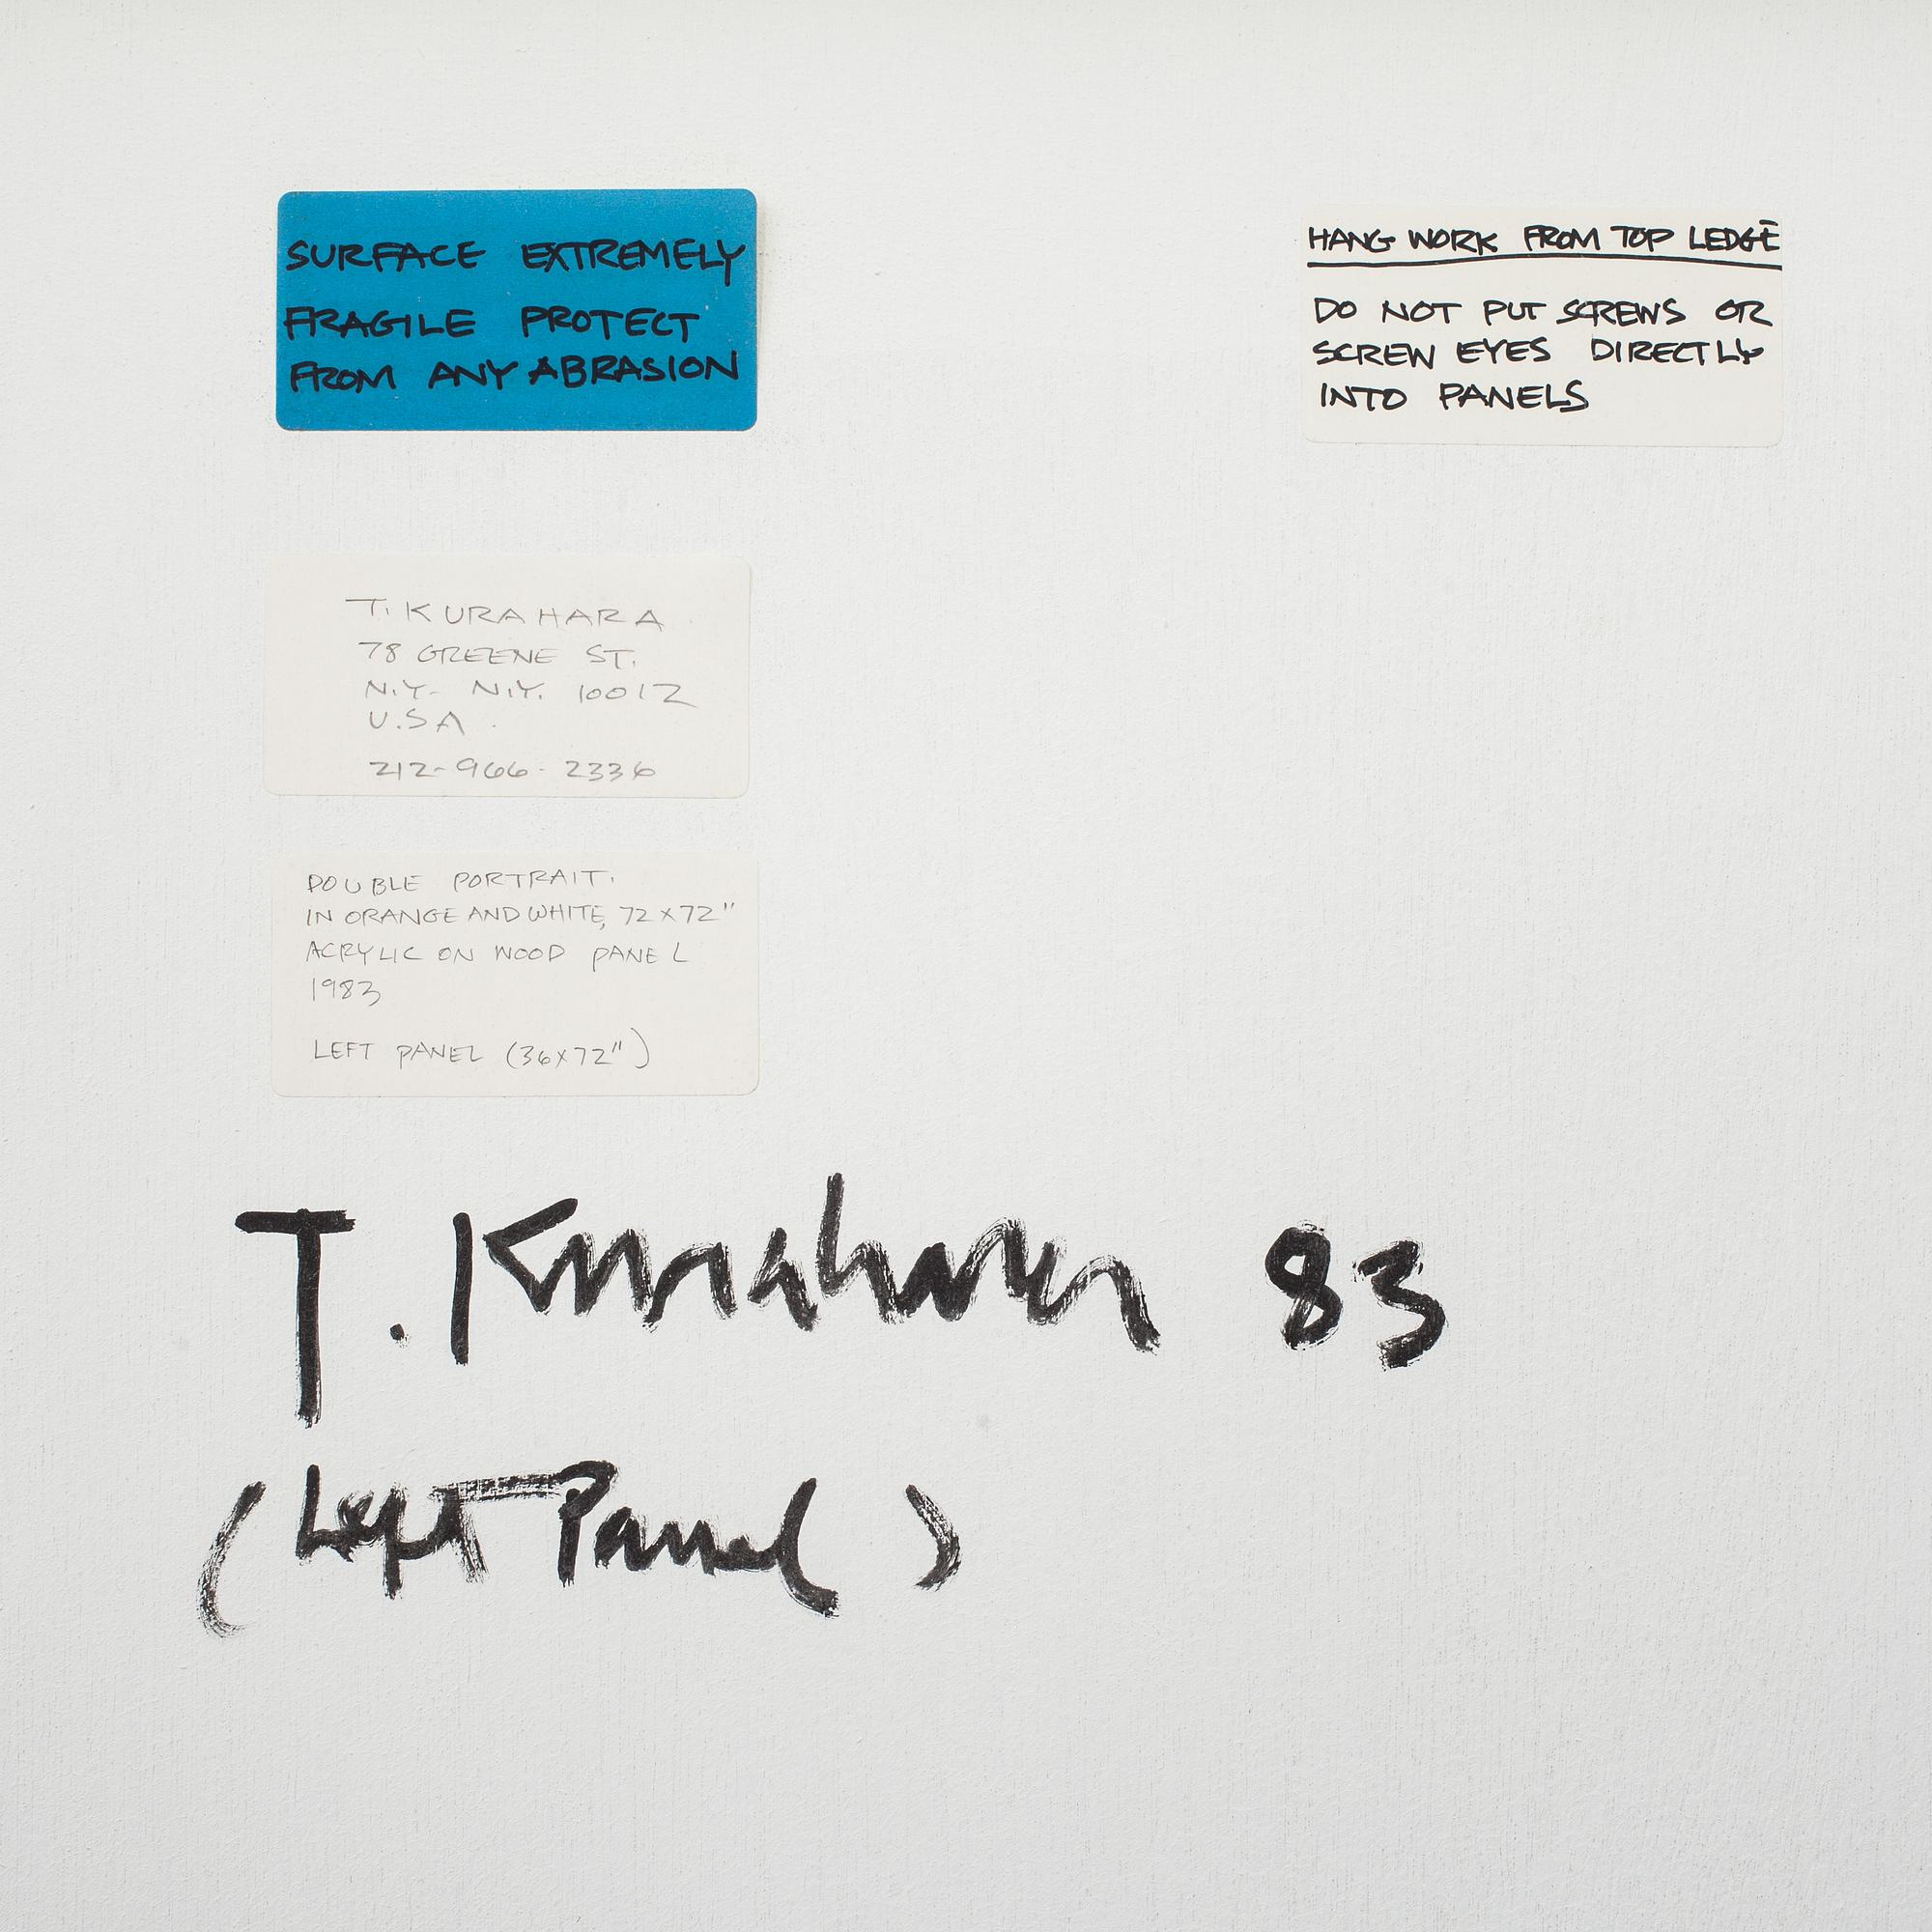 SURFACE EXTREMELY
FRAGILE PROTECT
FROM ANY ABRASION
HANG WORK FROM TOP LEDGE
DO NOT PUT SCREWS OR
SCREW EYES DIRECTLY
INTO PANELS
T. KURAHARA
78 GREENE ST.
N.Y. N.Y. 10012
U.S.A.
212-966-2336
DOUBLE PORTRAIT.
IN ORANGE AND WHITE, 72 x 72"
ACRYLIC ON WOOD PANEL
1983
LEFT PANEL (36x72")
T. Kurahara 83
(Left Panel)